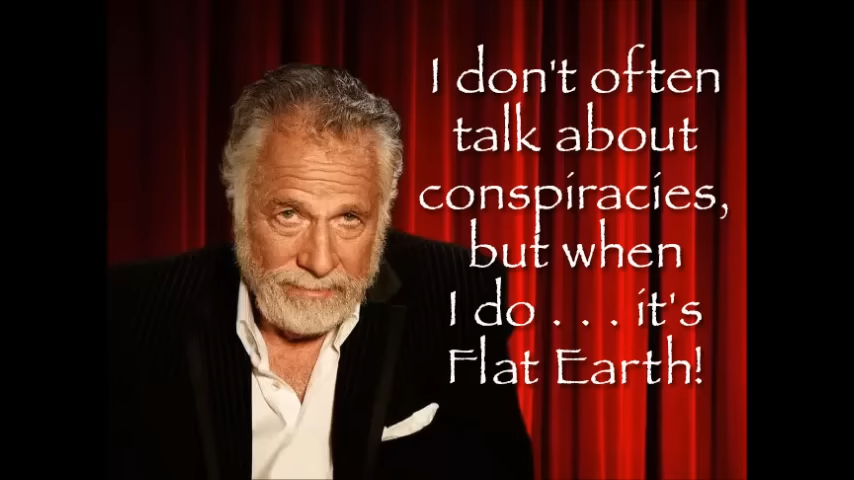 I don't often
talk about
conspiracies,
but when
I do . . . it's
Flat Earth!